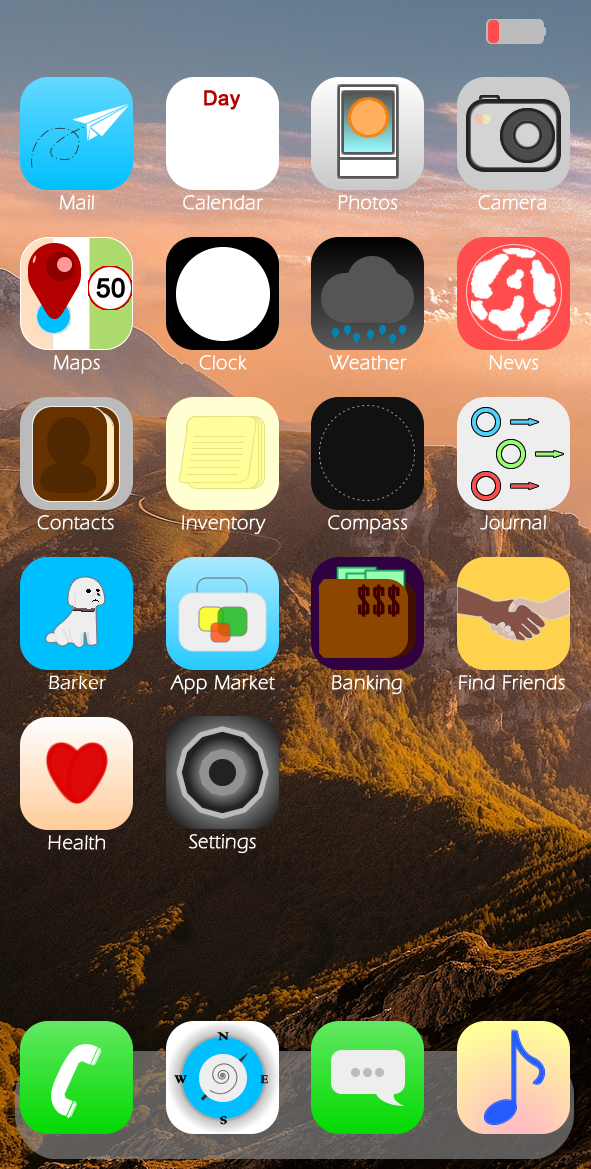 Day
Mail
Calendar
Photos
Camera
50
Maps
Clock
Weather
A
News
Contacts
Inventory
Compass
Journal
$$$
Barker
App Market
Banking
Find Friends
Health
Settings
N
W
E
S